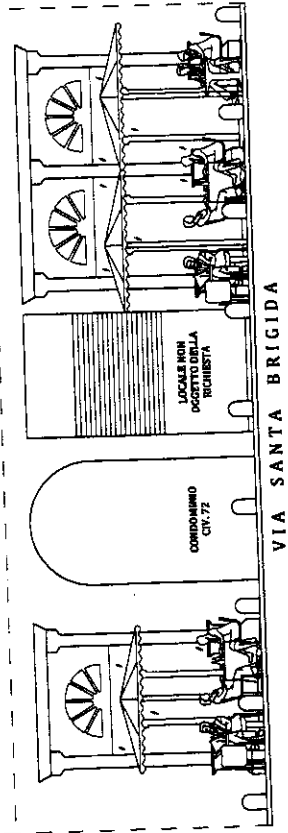 CONDOMINIO
CIV. 72
LOCALE NON
OGGETTO DELLA
RICHIESTA
VIA SANTA BRIGIDA